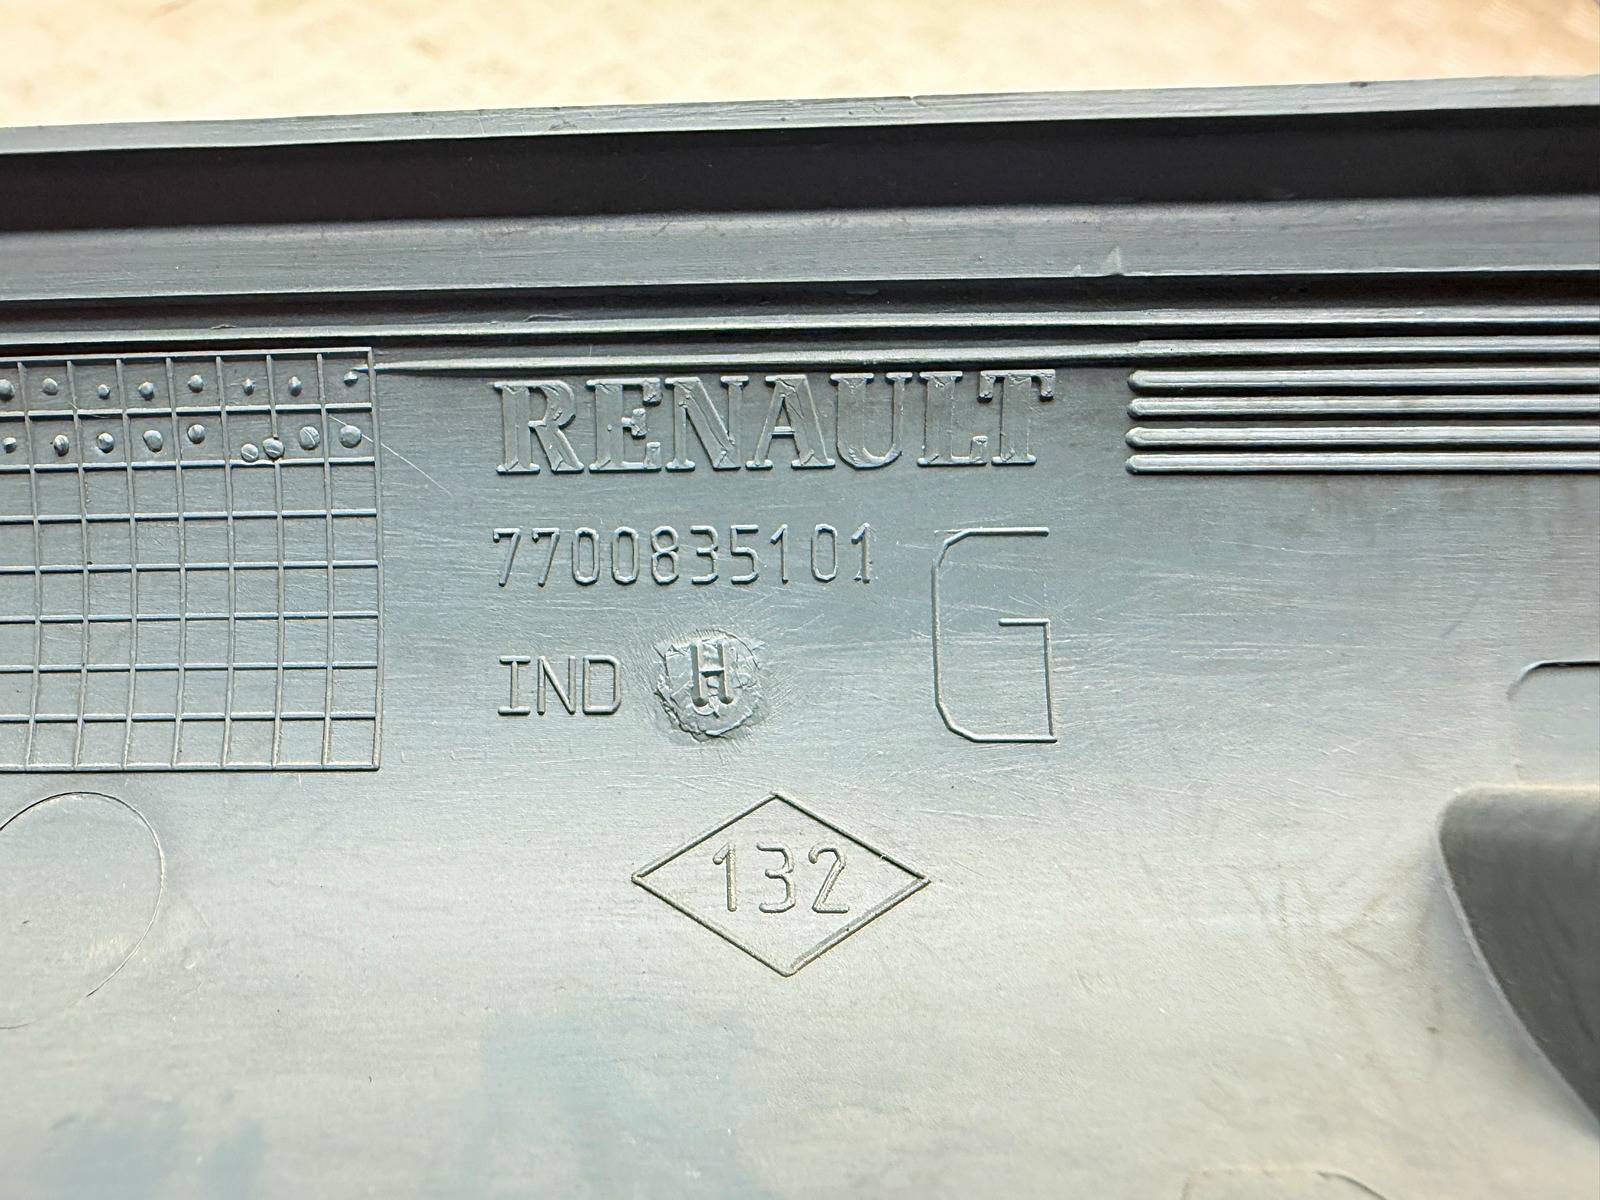 RENAULT
7700835101
G
IND H
132